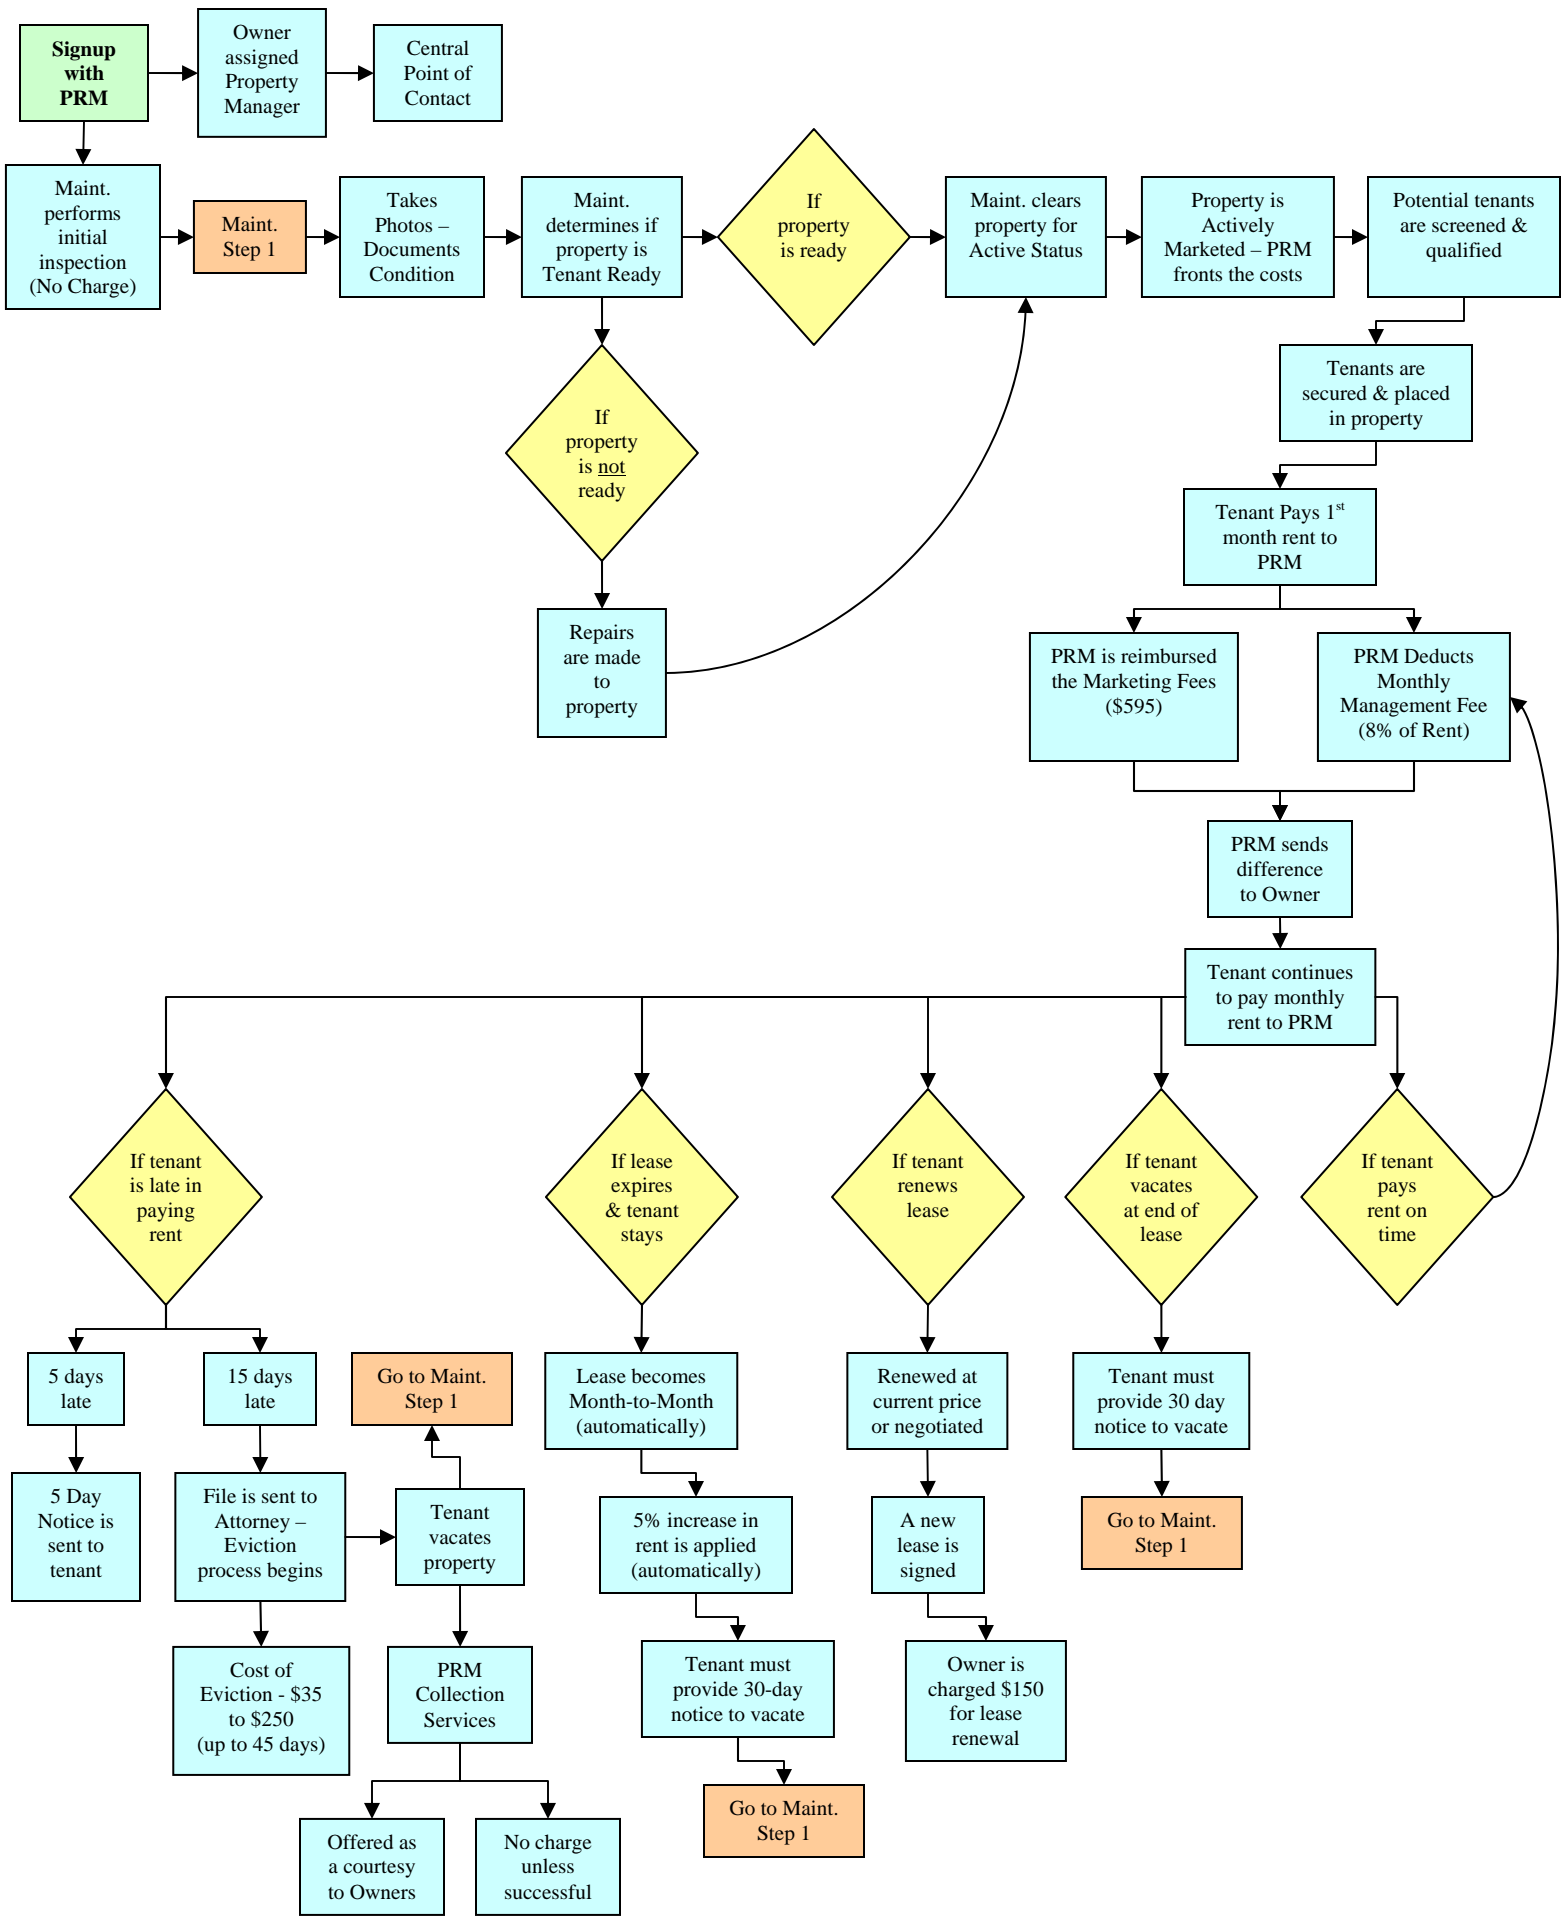 Signup
with
PRM
Owner
assigned
Property
Manager
Central
Point of
Contact
Maint.
performs
initial
inspection
(No Charge)
Maint.
Step 1
Takes
Photos –
Documents
Condition
Maint.
determines if
property is
Tenant Ready
If
property
is ready
Maint. clears
property for
Active Status
Property is
Actively
Marketed – PRM
fronts the costs
Potential tenants
are screened &
qualified
If
property
is not
ready
Tenants are
secured & placed
in property
Tenant Pays 1st
month rent to
PRM
Repairs
are made
to
property
PRM is reimbursed
the Marketing Fees
($595)
PRM Deducts
Monthly
Management Fee
(8% of Rent)
PRM sends
difference
to Owner
Tenant continues
to pay monthly
rent to PRM
If tenant
is late in
paying
rent
If lease
expires
& tenant
stays
If tenant
renews
lease
If tenant
vacates
at end of
lease
If tenant
pays
rent on
time
5 days
late
15 days
late
Go to Maint.
Step 1
Lease becomes
Month-to-Month
(automatically)
Renewed at
current price
or negotiated
Tenant must
provide 30 day
notice to vacate
5 Day
Notice is
sent to
tenant
File is sent to
Attorney –
Eviction
process begins
Tenant
vacates
property
5% increase in
rent is applied
(automatically)
A new
lease is
signed
Go to Maint.
Step 1
Cost of
Eviction - $35
to $250
(up to 45 days)
PRM
Collection
Services
Tenant must
provide 30-day
notice to vacate
Owner is
charged $150
for lease
renewal
Offered as
a courtesy
to Owners
No charge
unless
successful
Go to Maint.
Step 1